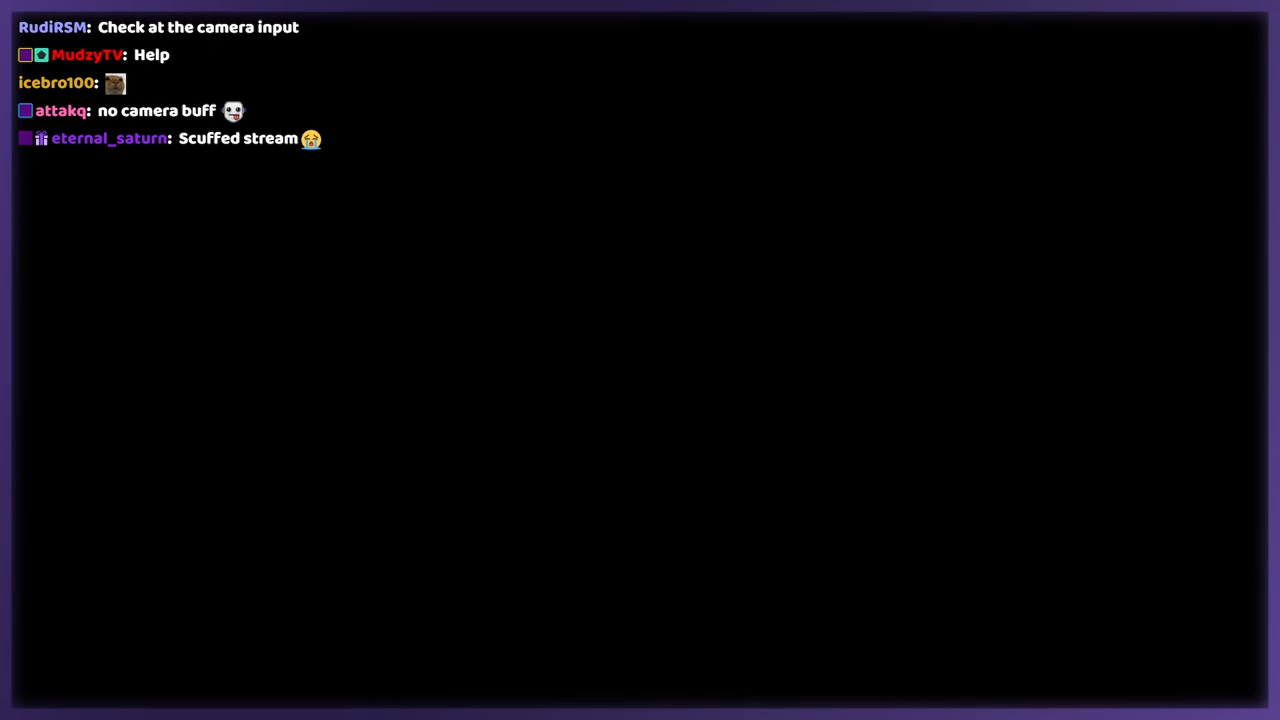 RudiRSM: Check at the camera input
MudzyTV: Help
icebro100:
attakq: no camera buff
eternal_saturn: Scuffed stream